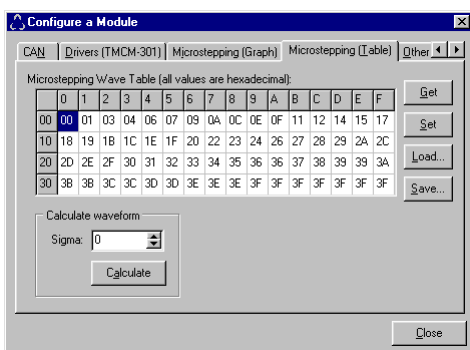 Configure a Module
CAN Drivers (TMCM-301) Microstepping (Graph) Microstepping (Table) Other
Microstepping Wave Table (all values are hexadecimal):
0 1 2 3 4 5 6 7 8 9 A B C D E F
00 00 01 03 04 06 07 09 0A 0C 0E 0F 11 12 14 15 17
10 18 19 1B 1C 1E 1F 20 22 23 24 26 27 28 29 2A 2C
20 2D 2E 2F 30 31 32 33 34 35 36 36 37 38 39 39 3A
30 3B 3B 3C 3C 3D 3D 3E 3E 3E 3F 3F 3F 3F 3F 3F 3F
Get
Set
Load...
Save...
Calculate waveform
Sigma: 0
Calculate
Close